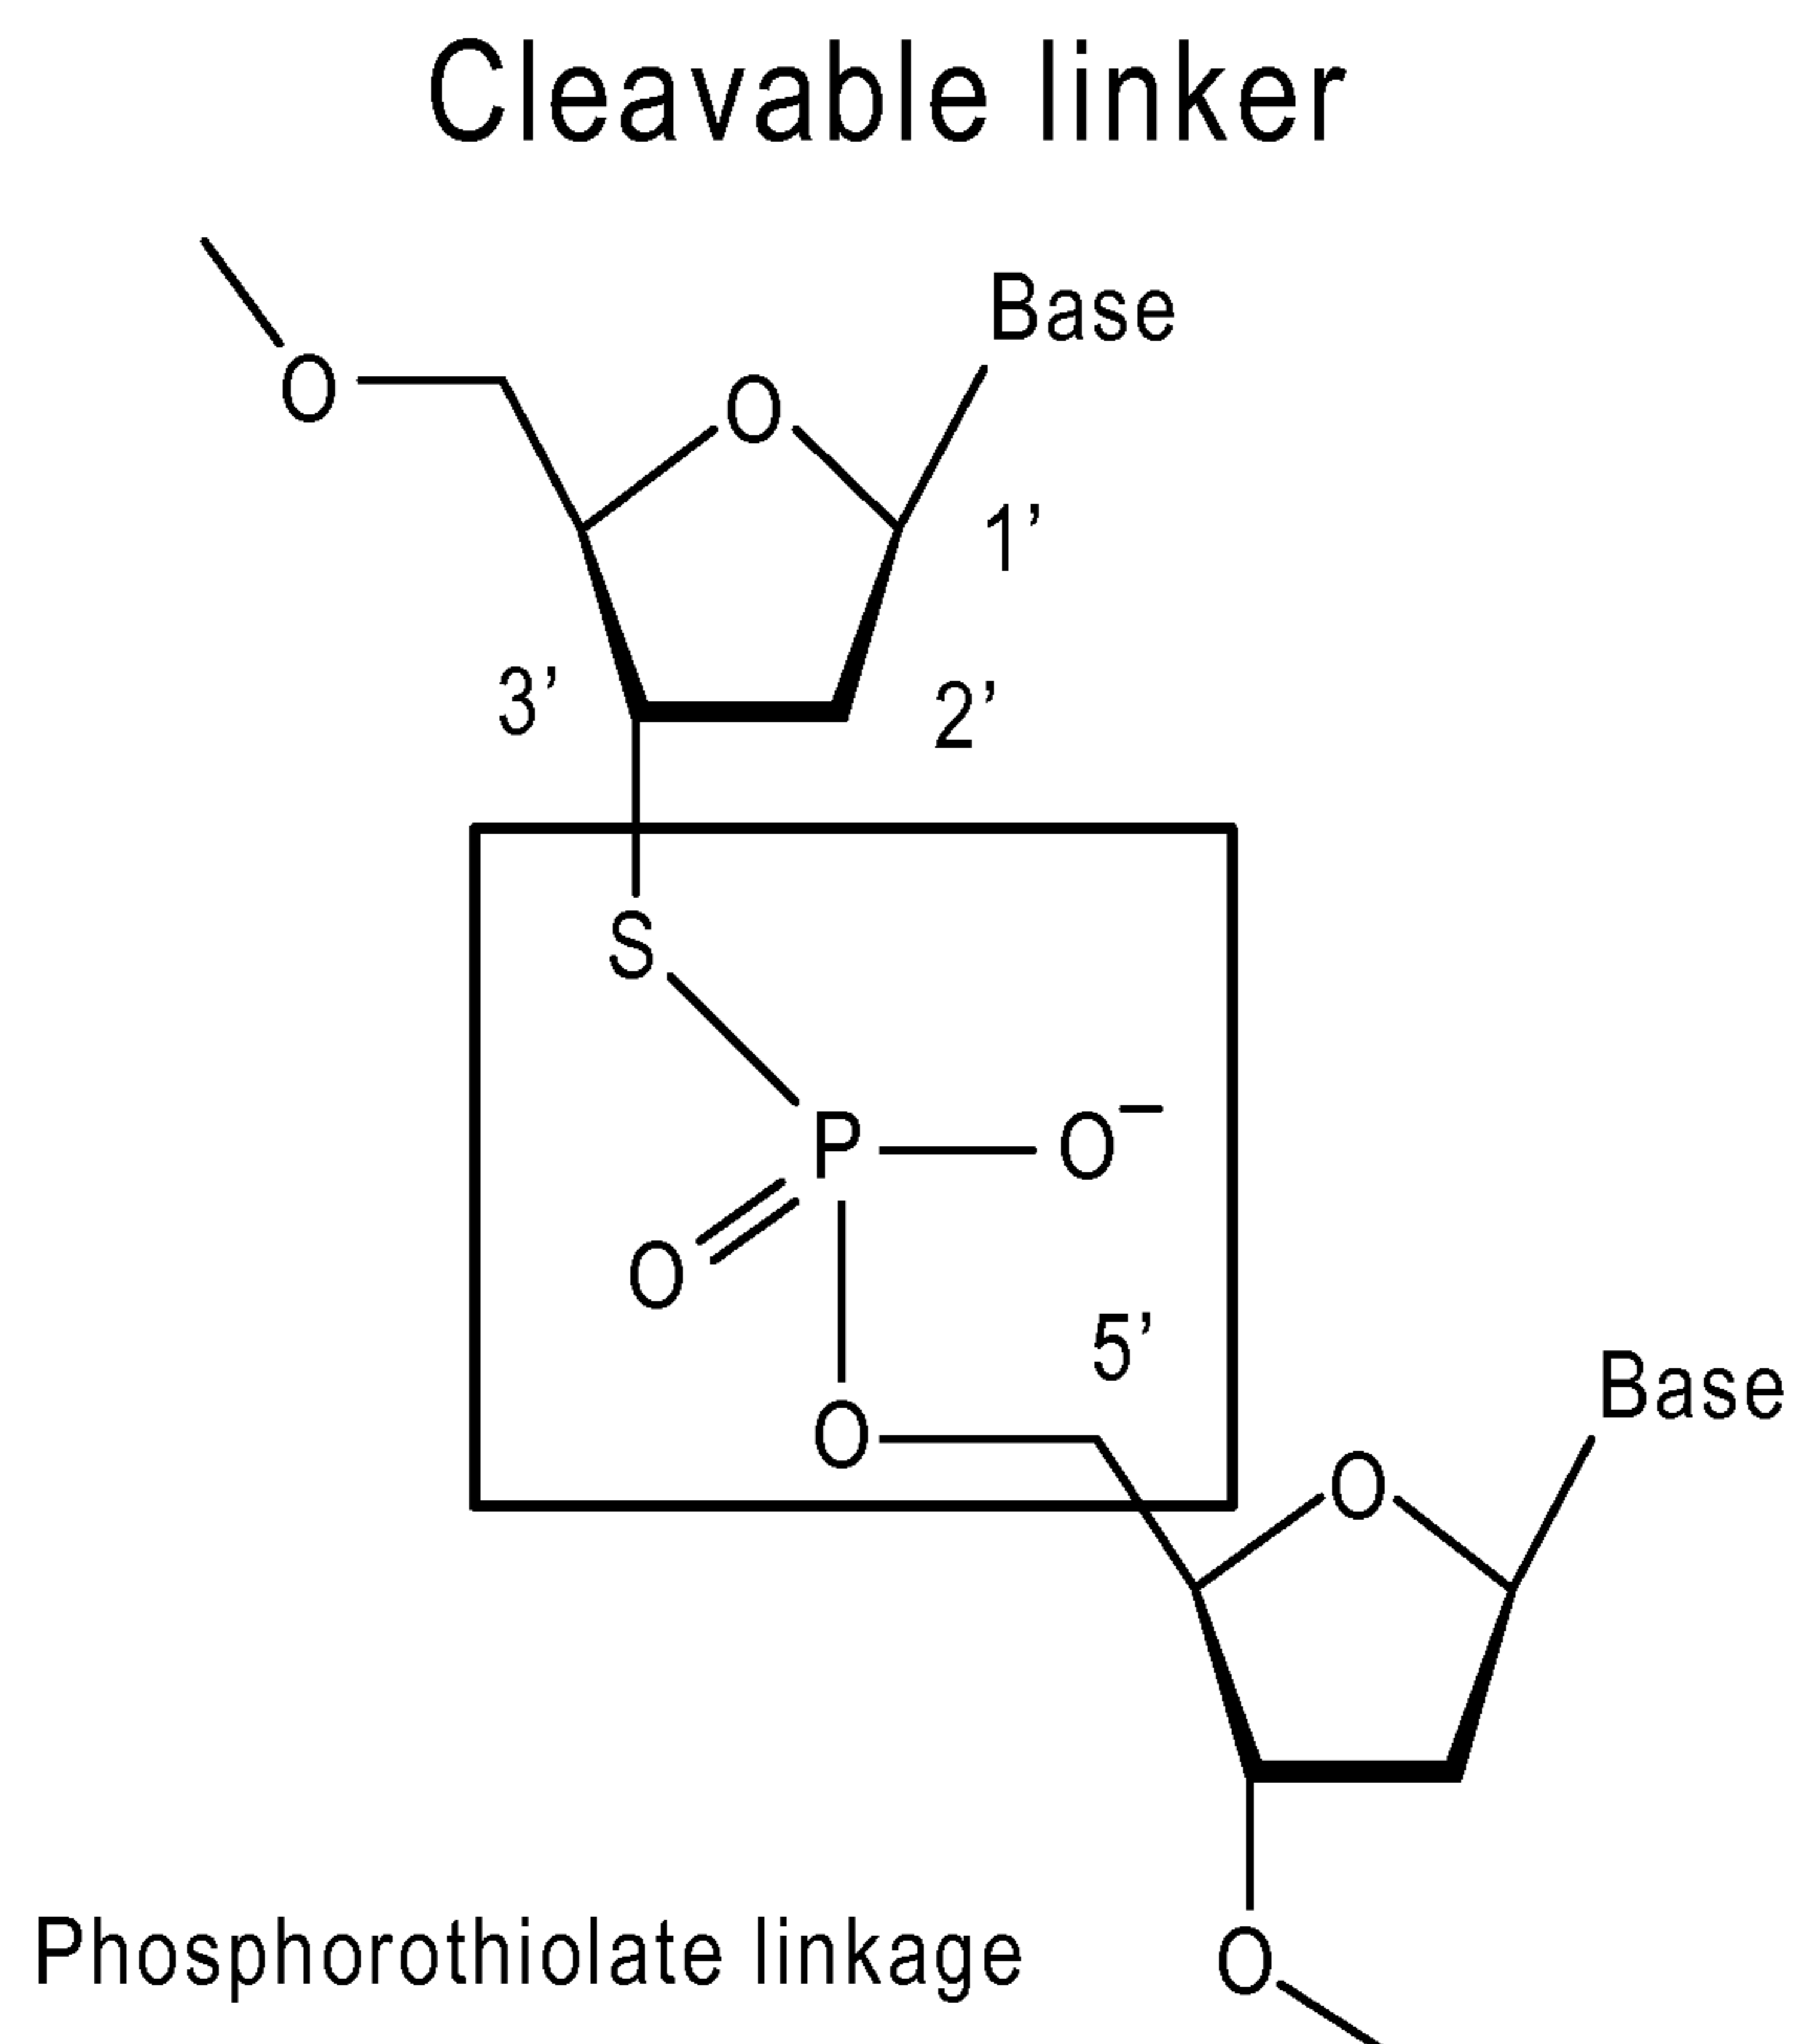 Cleavable linker
Base
O
O
1’
3’
2’
S
P
O−
O
5’
Base
O
O
Phosphorothiolate linkage
O